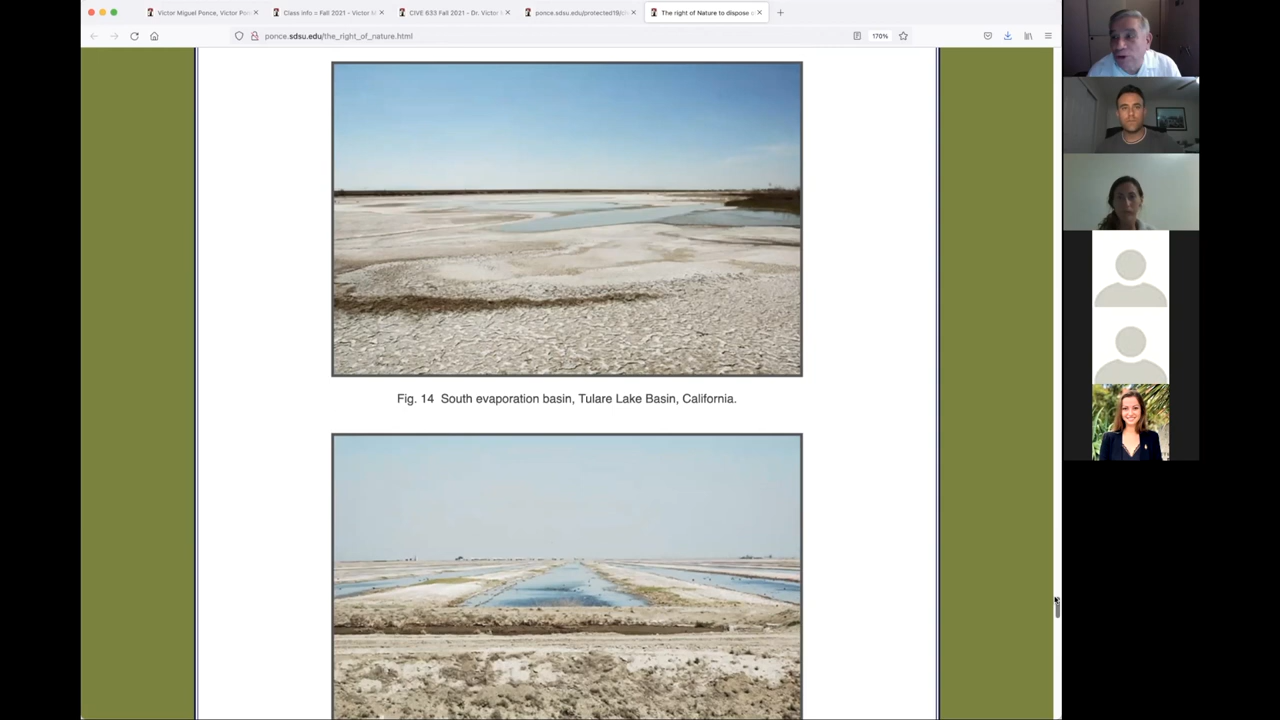 Victor Miguel Ponce, Victor Pon
Class info = Fall 2021 - Victor M
CIVE 633 Fall 2021 - Dr. Victor M
ponce.sdsu.edu/protected19/
The right of Nature to dispose o
ponce.sdsu.edu/the_right_of_nature.html
170%
Fig. 14 South evaporation basin, Tulare Lake Basin, California.